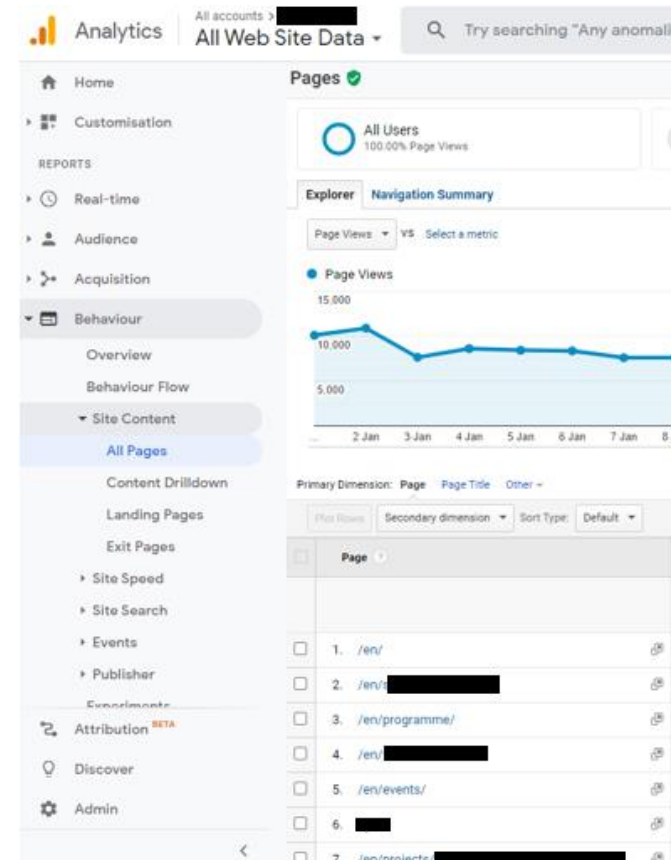 All accounts >
Analytics
All Web Site Data
Try searching "Any anomali
Home
Customisation
REPORTS
Real-time
Audience
Acquisition
Behaviour
Overview
Behaviour Flow
Site Content
All Pages
Content Drilldown
Landing Pages
Exit Pages
Site Speed
Site Search
Events
Publisher
Experiments
Attribution BETA
Discover
Admin
Pages
All Users
100.00% Page Views
Explorer Navigation Summary
Page Views VS Select a metric
Page Views
15,000
10,000
5,000
... 2 Jan 3 Jan 4 Jan 5 Jan 6 Jan 7 Jan 8
Primary Dimension: Page Page Title Other
Plot Rows Secondary dimension Sort Type: Default
Page ?
1. /en/
2. /en/s
3. /en/programme/
4. /en/
5. /en/events/
6.
7. /en/projects/